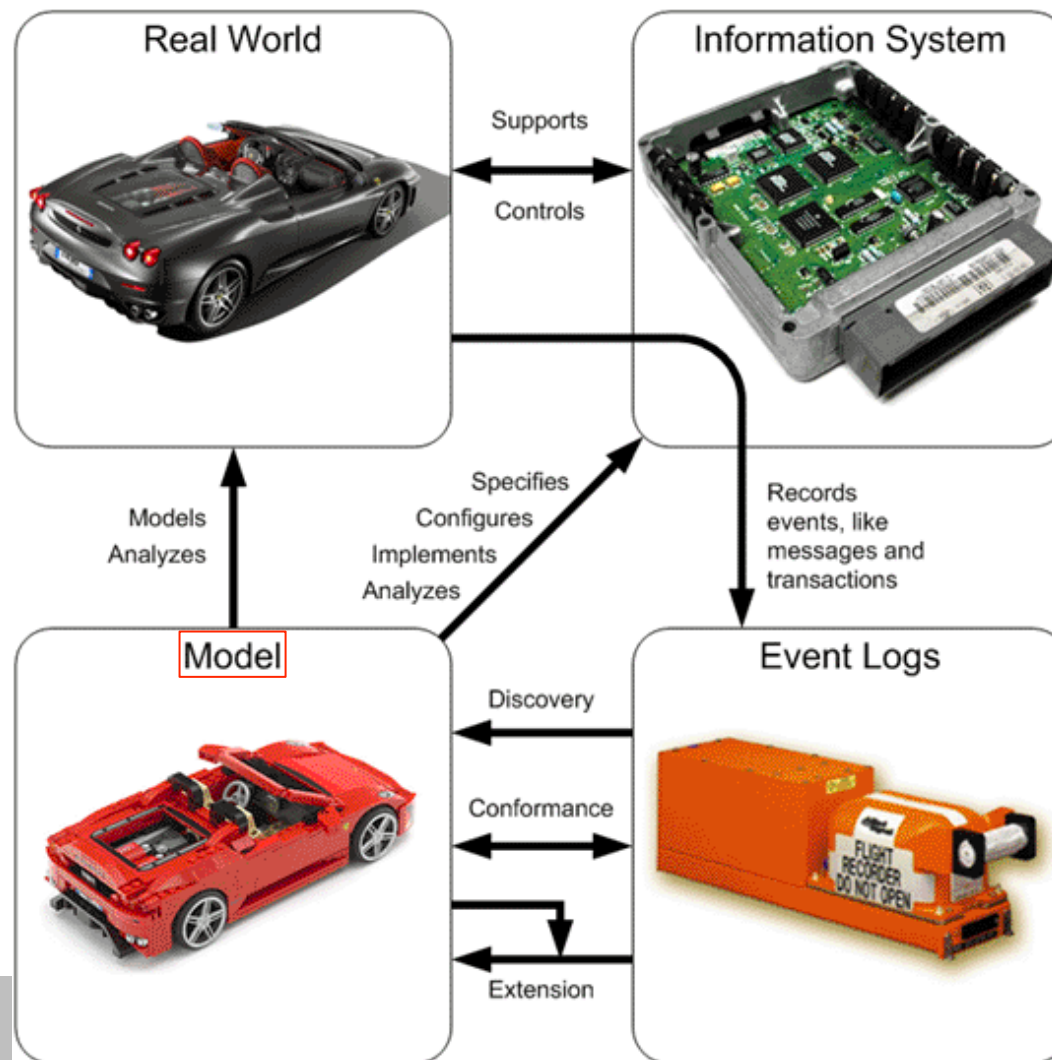 Real World
Information System
Supports
Controls
Models
Analyzes
Specifies
Configures
Implements
Analyzes
Records
events, like
messages and
transactions
Model
Event Logs
Discovery
Conformance
Extension
FLIGHT
RECORDER
DO NOT OPEN